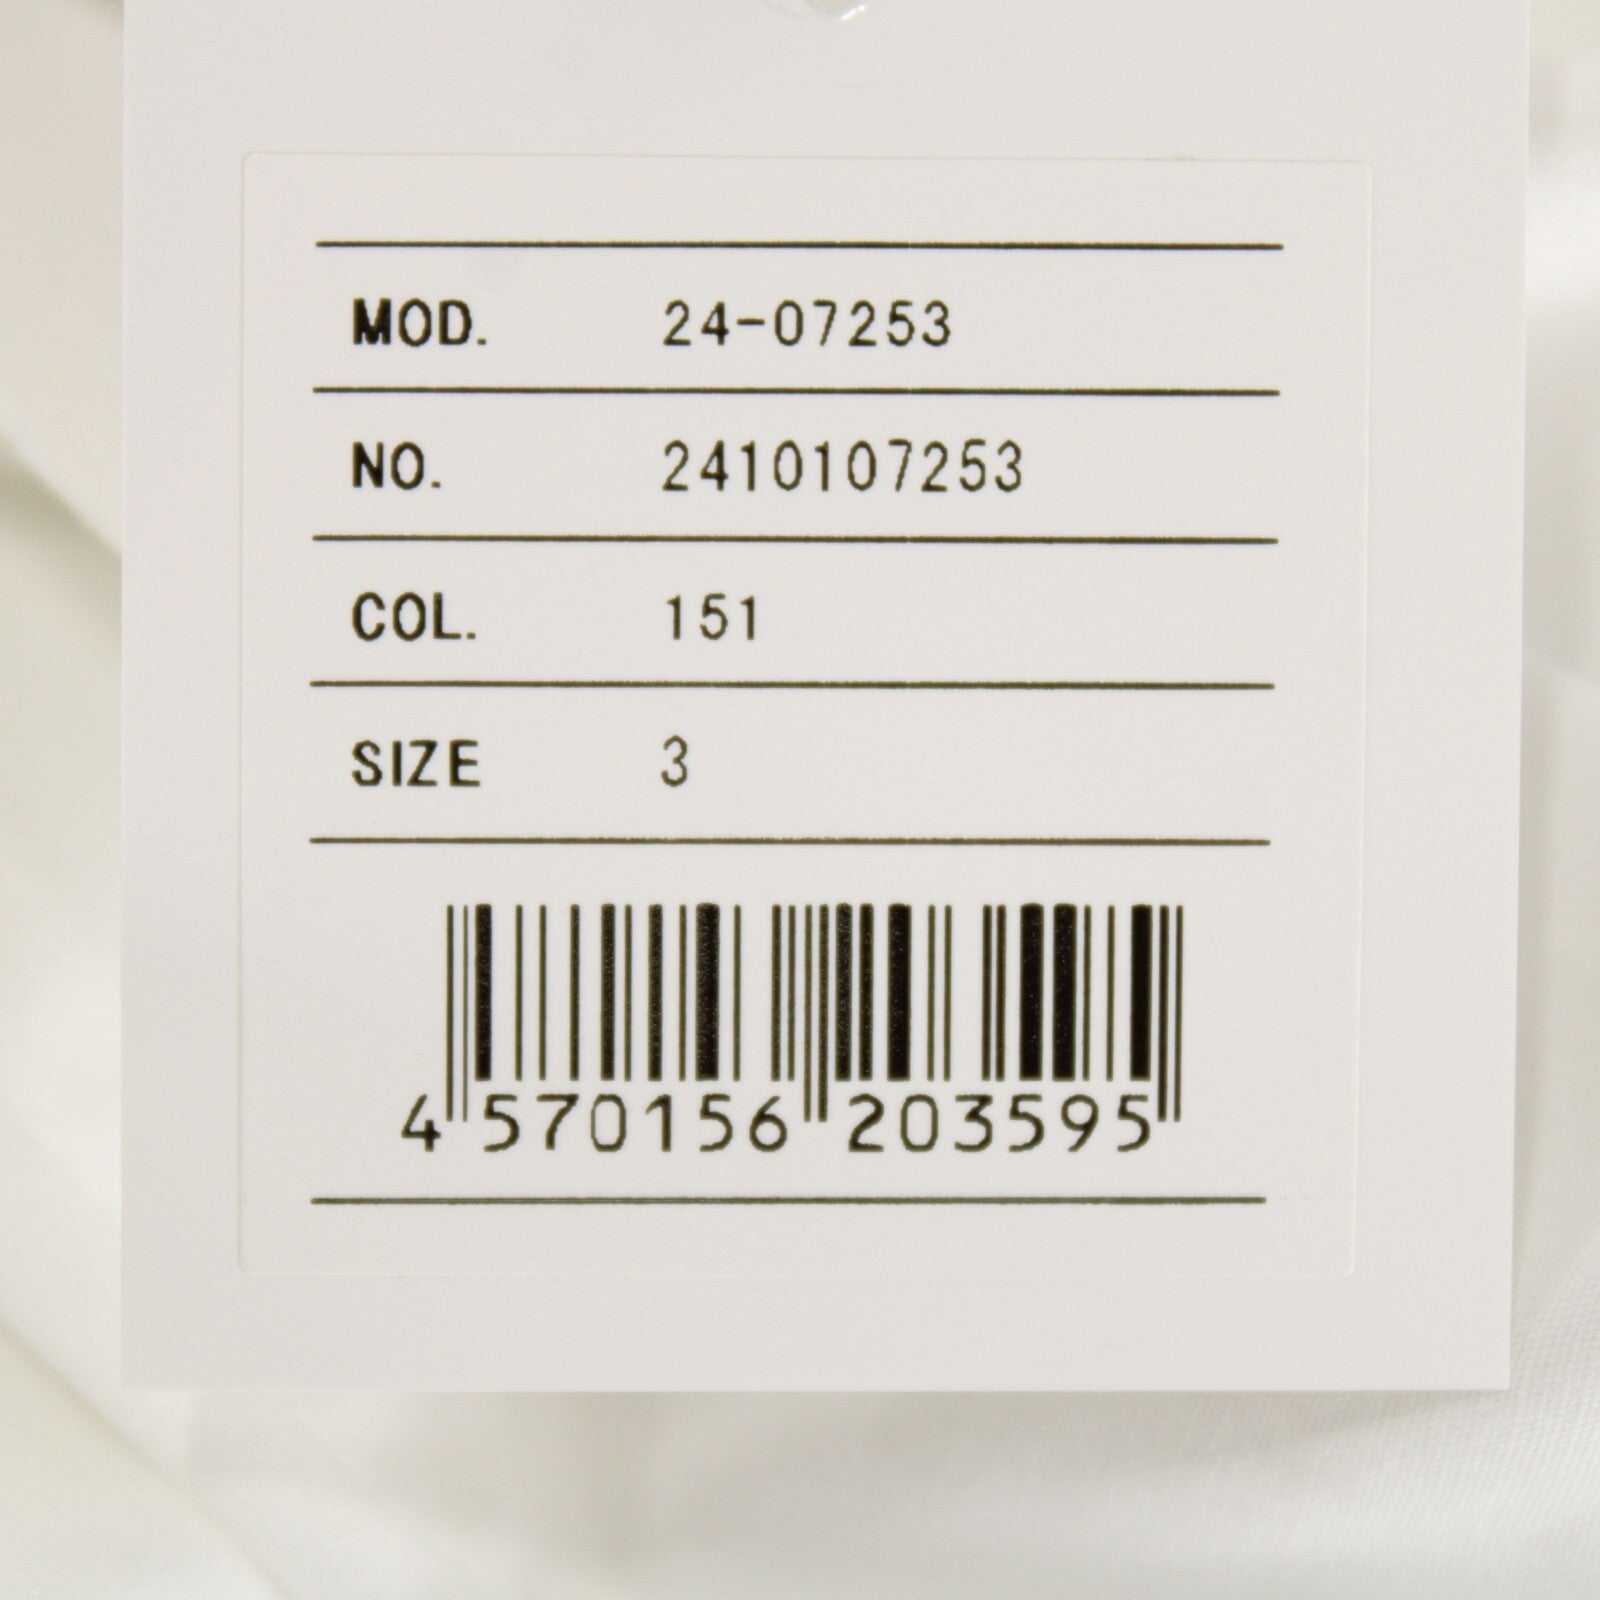 MOD. 24-07253
NO. 2410107253
COL. 151
SIZE 3
4 570156 203595